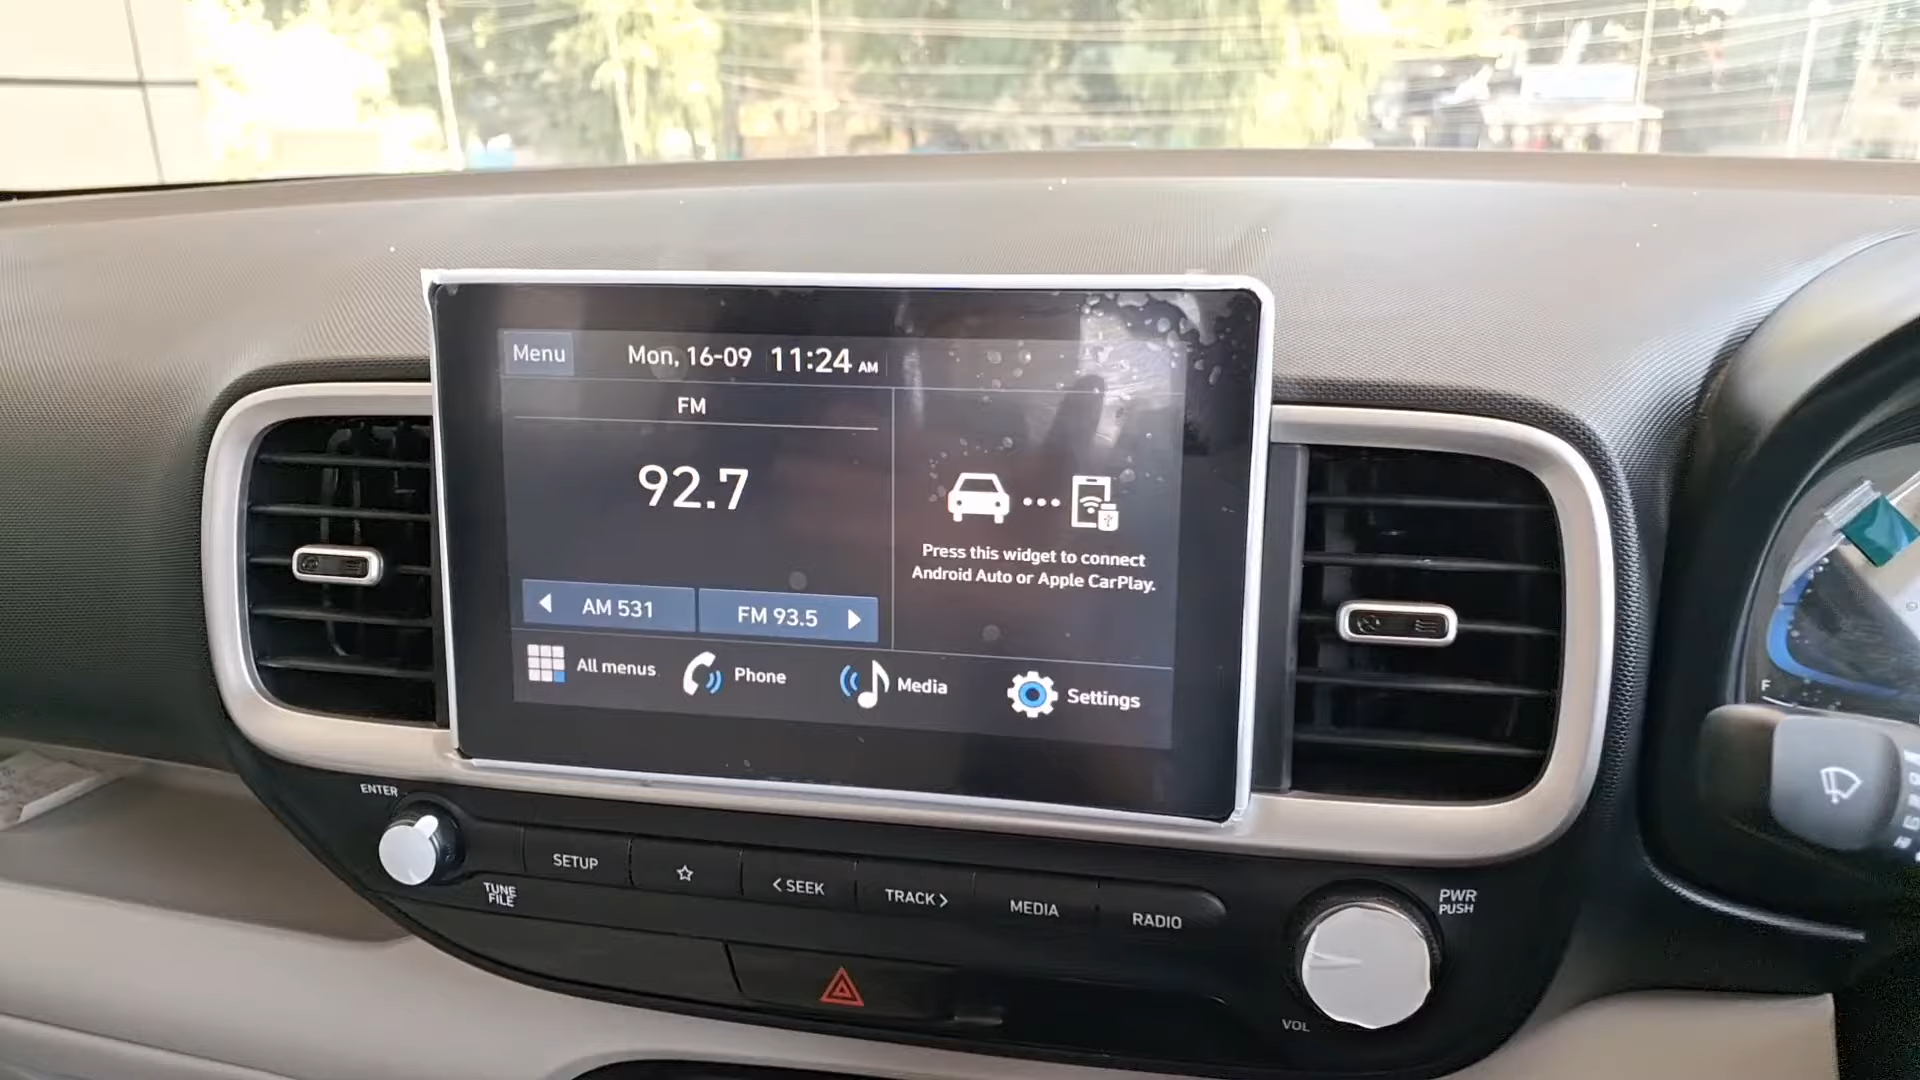 Menu
Mon, 16-09 11:24 AM
FM
92.7
AM 531
FM 93.5
Press this widget to connect
Android Auto or Apple CarPlay.
All menus
Phone
Media
Settings
ENTER
TUNE
FILE
SETUP
< SEEK
TRACK >
MEDIA
RADIO
PWR
PUSH
VOL
F